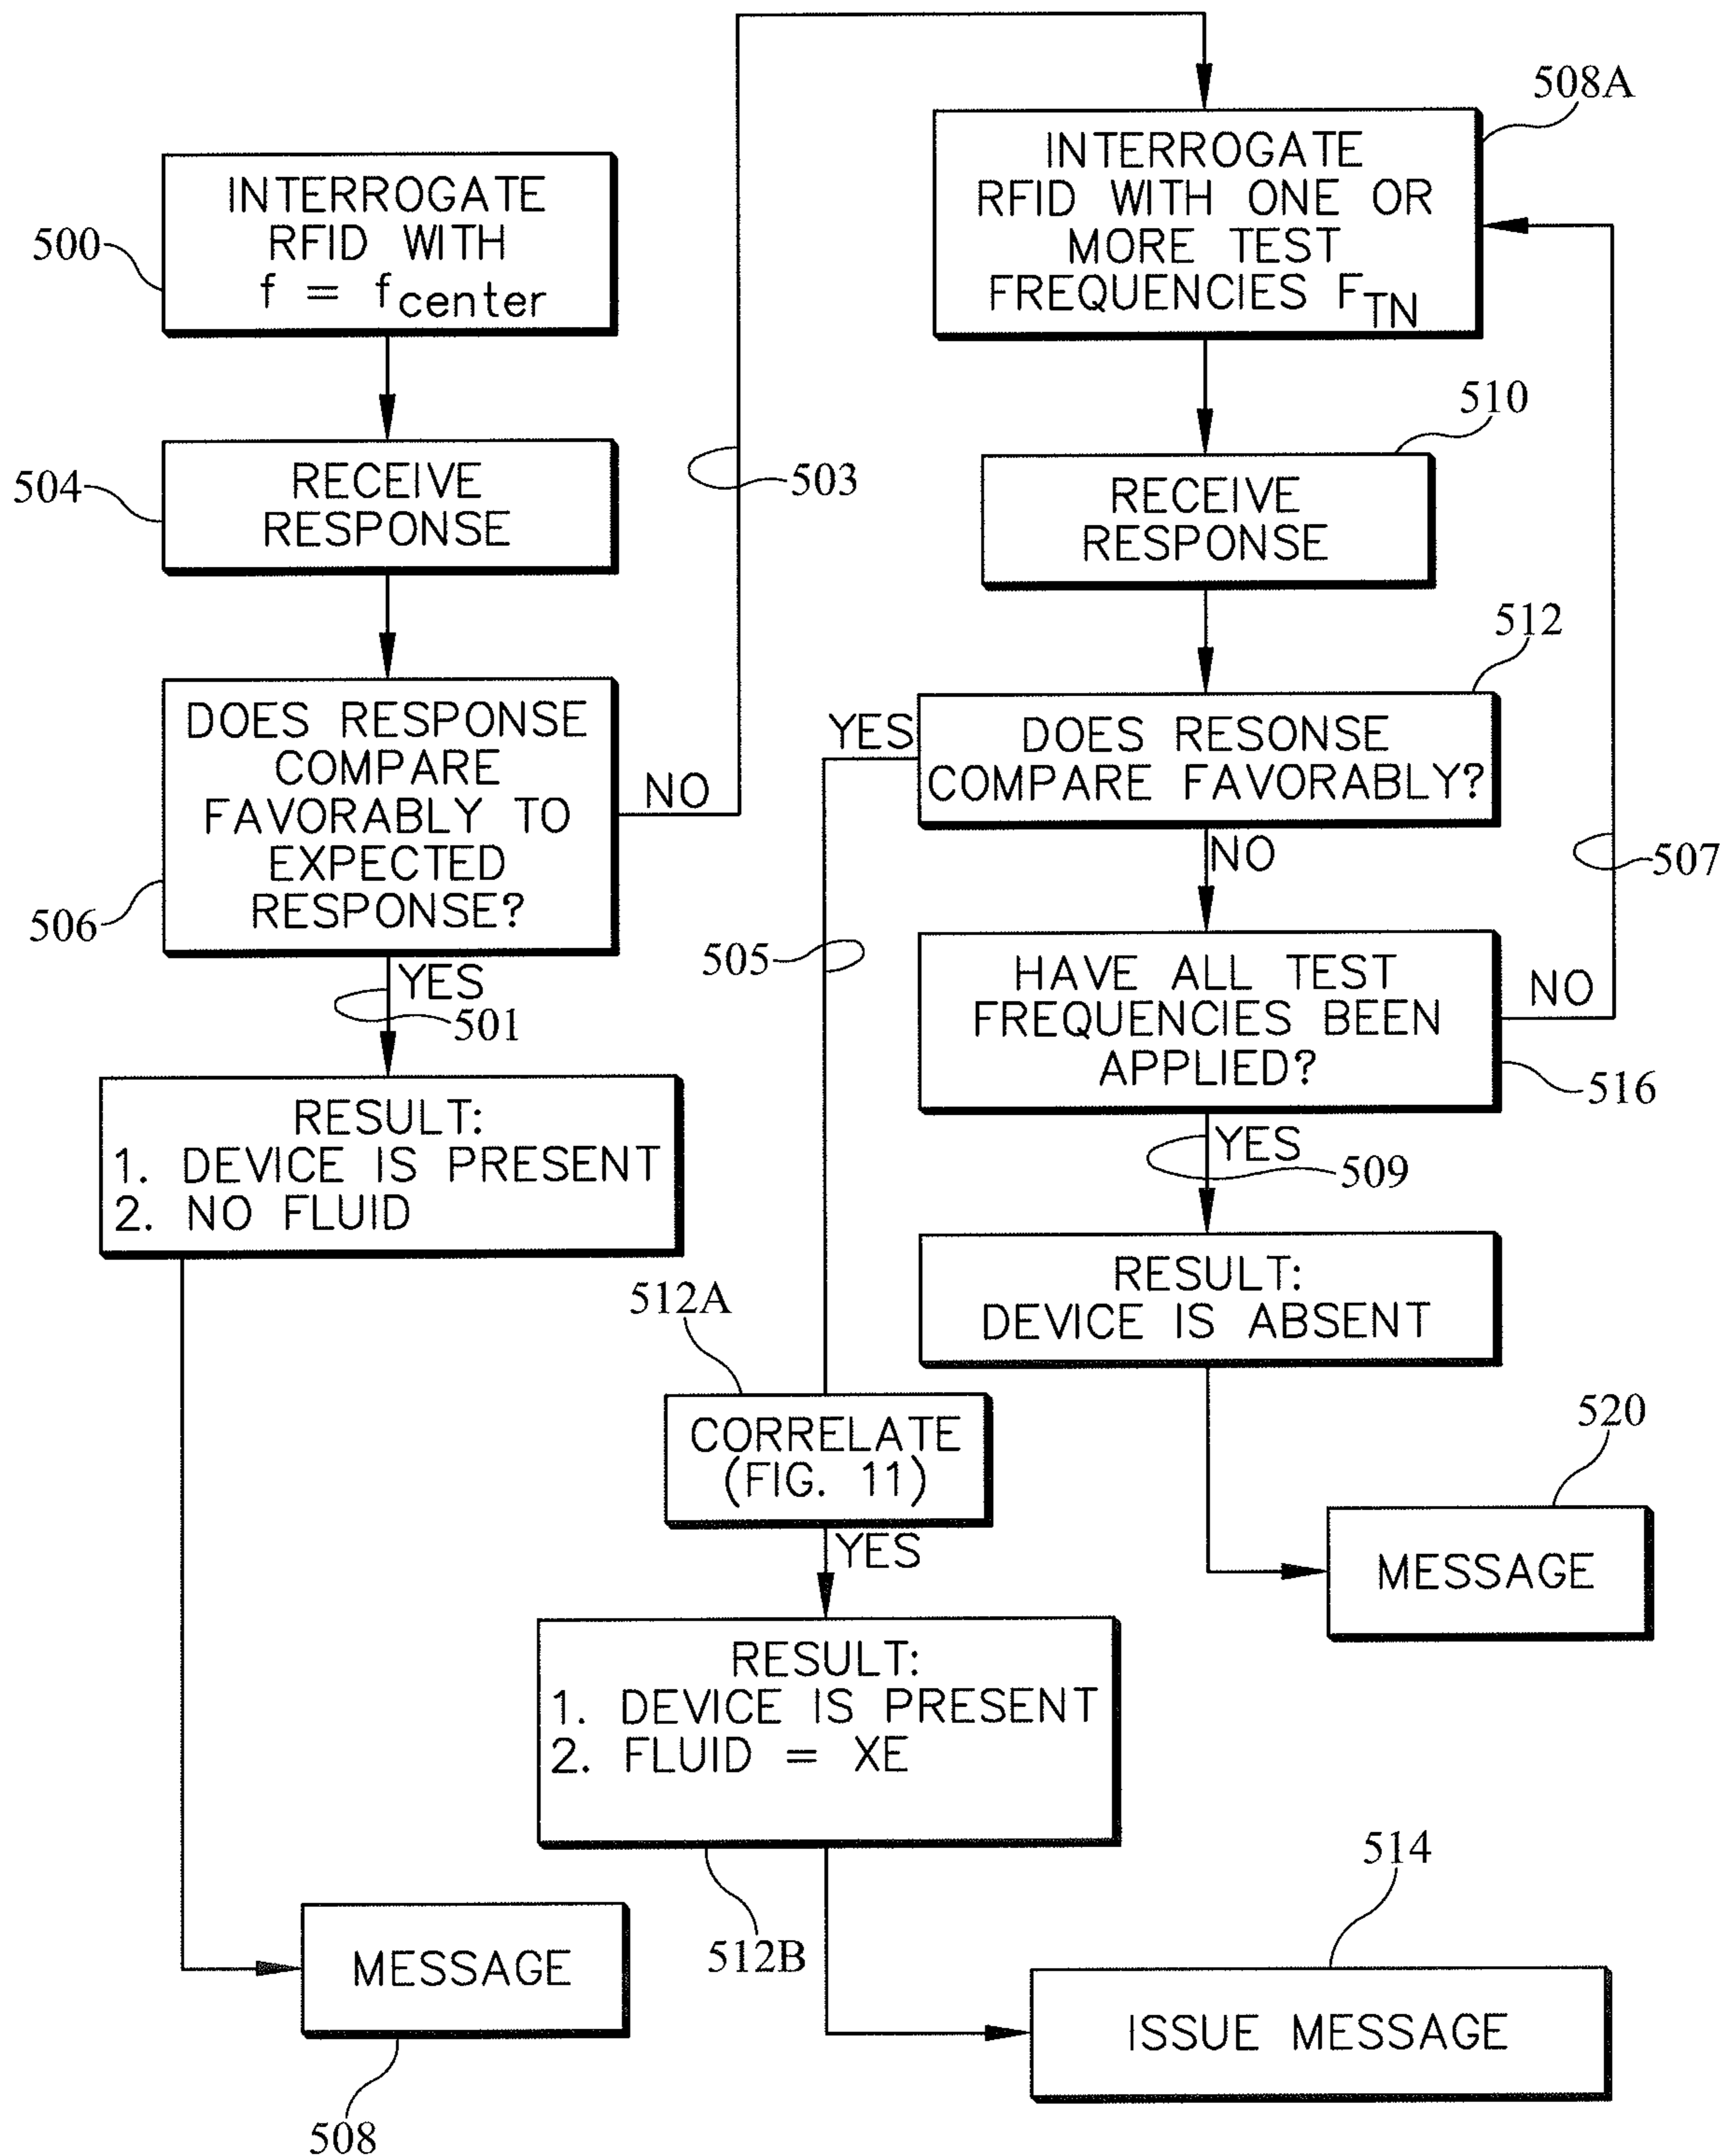 INTERROGATE
RFID WITH
f = fcenter
500
RECEIVE
RESPONSE
504
DOES RESPONSE
COMPARE
FAVORABLY TO
EXPECTED
RESPONSE?
506
NO
503
YES
501
RESULT:
1. DEVICE IS PRESENT
2. NO FLUID
MESSAGE
508
508A
INTERROGATE
RFID WITH ONE OR
MORE TEST
FREQUENCIES FTN
510
RECEIVE
RESPONSE
512
DOES RESONSE
COMPARE FAVORABLY?
YES
NO
505
507
HAVE ALL TEST
FREQUENCIES BEEN
APPLIED?
NO
516
YES
509
RESULT:
DEVICE IS ABSENT
520
MESSAGE
512A
CORRELATE
(FIG. 11)
YES
RESULT:
1. DEVICE IS PRESENT
2. FLUID = XE
512B
514
ISSUE MESSAGE